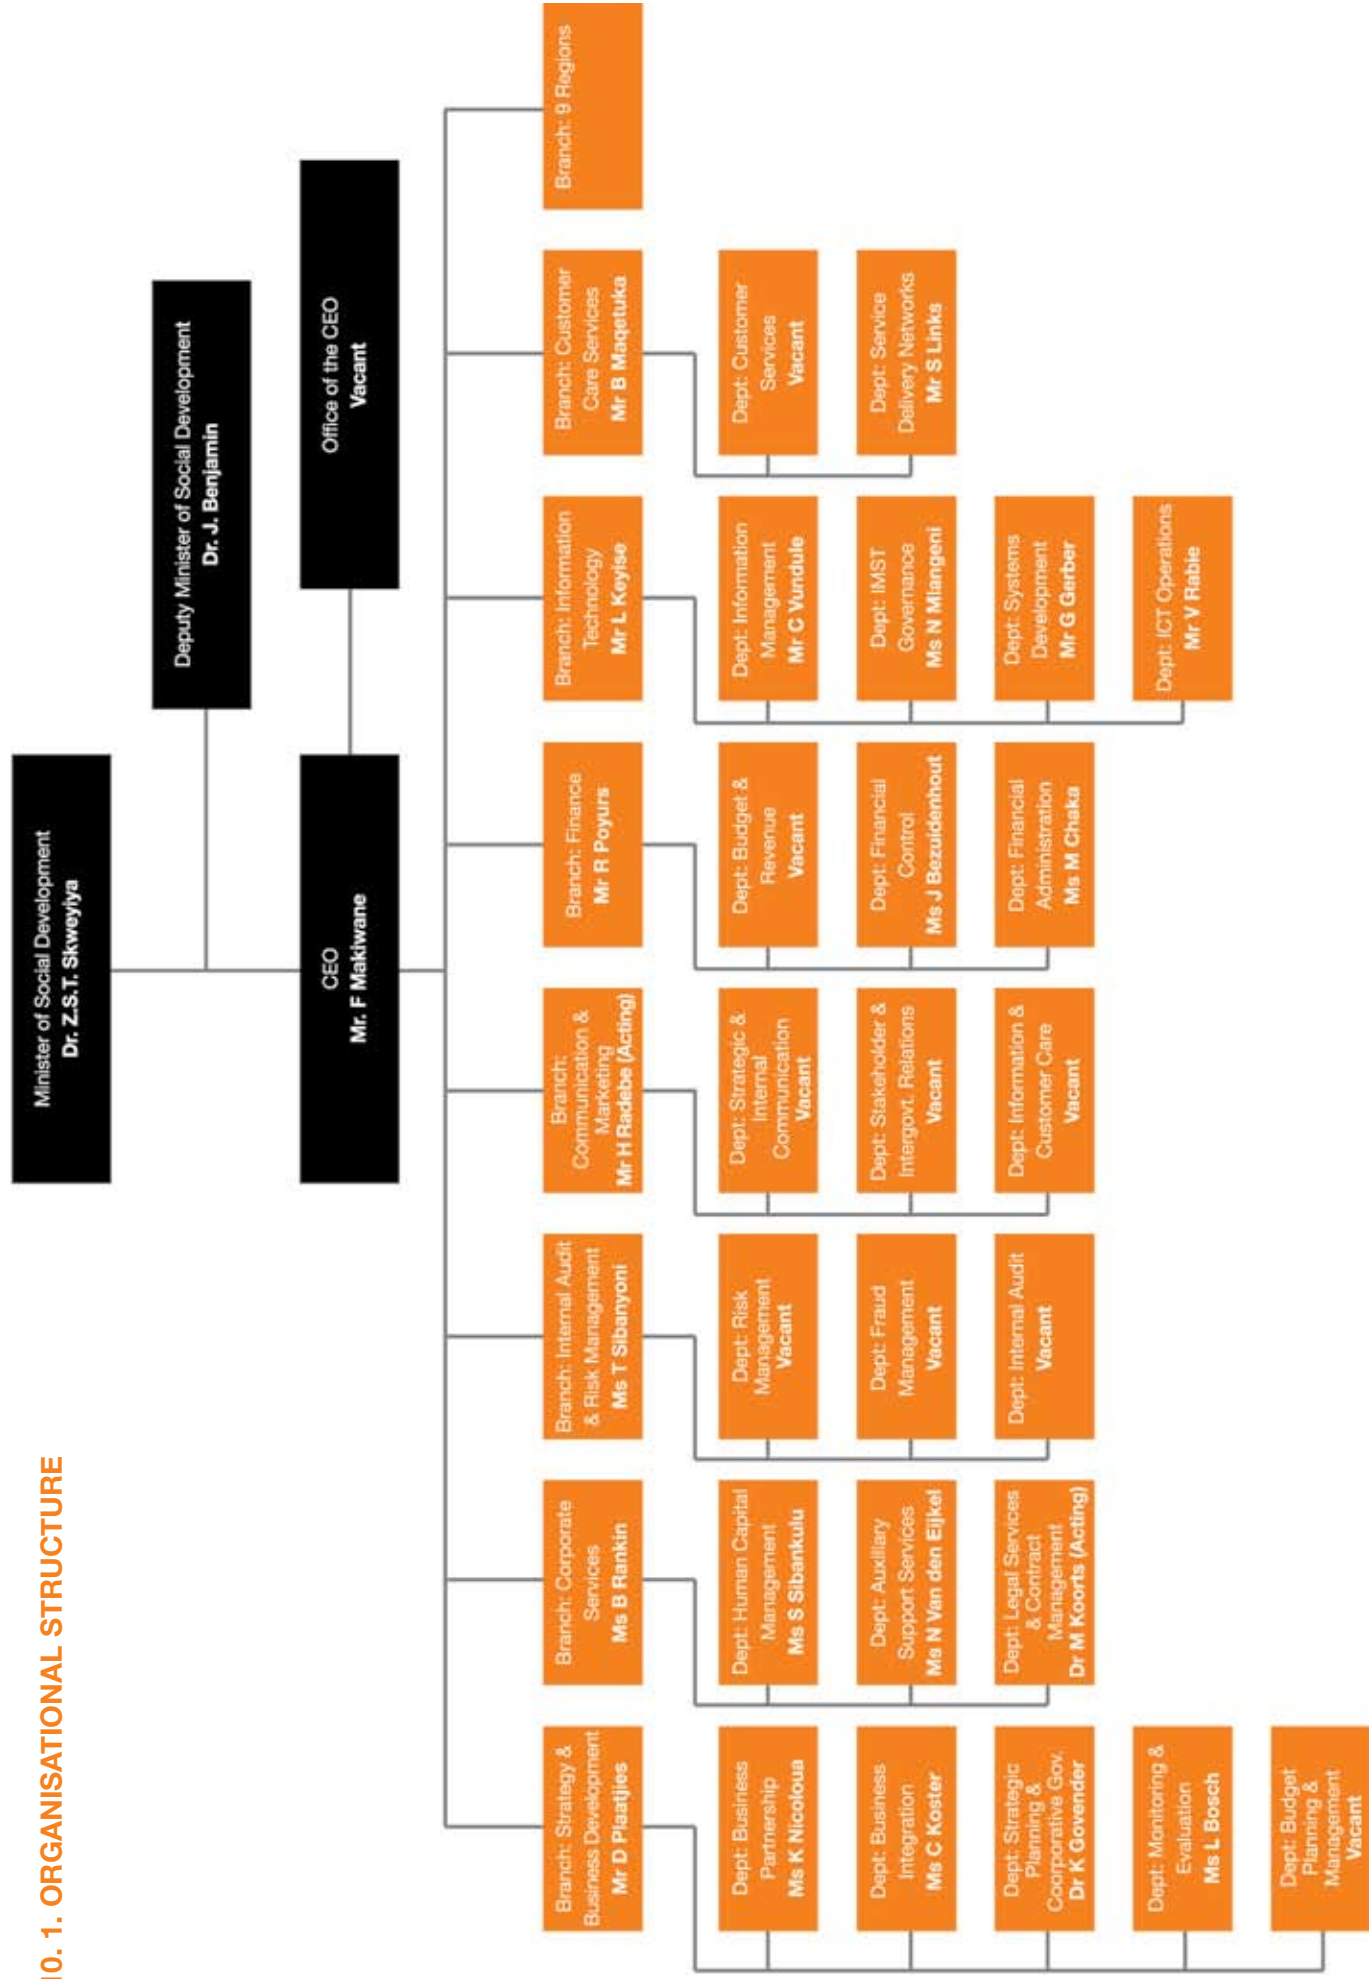 10. 1. ORGANISATIONAL STRUCTURE
Minister of Social Development
Dr. Z.S.T. Skweyiya
Deputy Minister of Social Development
Dr. J. Benjamin
CEO
Mr. F Makiwane
Office of the CEO
Vacant
Branch: Strategy &
Business Development
Mr D Plaatjies
Dept: Business
Partnership
Ms K Nicoloua
Dept: Business
Integration
Ms C Koster
Dept: Strategic
Planning &
Coorporative Gov.
Dr K Govender
Dept: Monitoring &
Evaluation
Ms L Bosch
Dept: Budget
Planning &
Management
Vacant
Branch: Corporate
Services
Ms B Rankin
Dept: Human Capital
Management
Ms S Sibankulu
Dept: Auxiliary
Support Services
Ms N Van den Eijkel
Dept: Legal Services
& Contract
Management
Dr M Koorts (Acting)
Branch: Internal Audit
& Risk Management
Ms T Sibanyoni
Dept: Risk
Management
Vacant
Dept: Fraud
Management
Vacant
Dept: Internal Audit
Vacant
Branch:
Communication &
Marketing
Mr H Radebe (Acting)
Dept: Strategic &
Internal
Communication
Vacant
Dept: Stakeholder &
Intergovt. Relations
Vacant
Dept: Information &
Customer Care
Vacant
Branch: Finance
Mr R Poyurs
Dept: Budget &
Revenue
Vacant
Dept: Financial
Control
Ms J Bezuidenhout
Dept: Financial
Administration
Ms M Chaka
Branch: Information
Technology
Mr L Keyise
Dept: Information
Management
Mr C Vundule
Dept: IMST
Governance
Ms N Mlangeni
Dept: Systems
Development
Mr G Gerber
Dept: ICT Operations
Mr V Rabie
Branch: Customer
Care Services
Mr B Maqetuka
Dept: Customer
Services
Vacant
Dept: Service
Delivery Networks
Mr S Links
Branch: 9 Regions